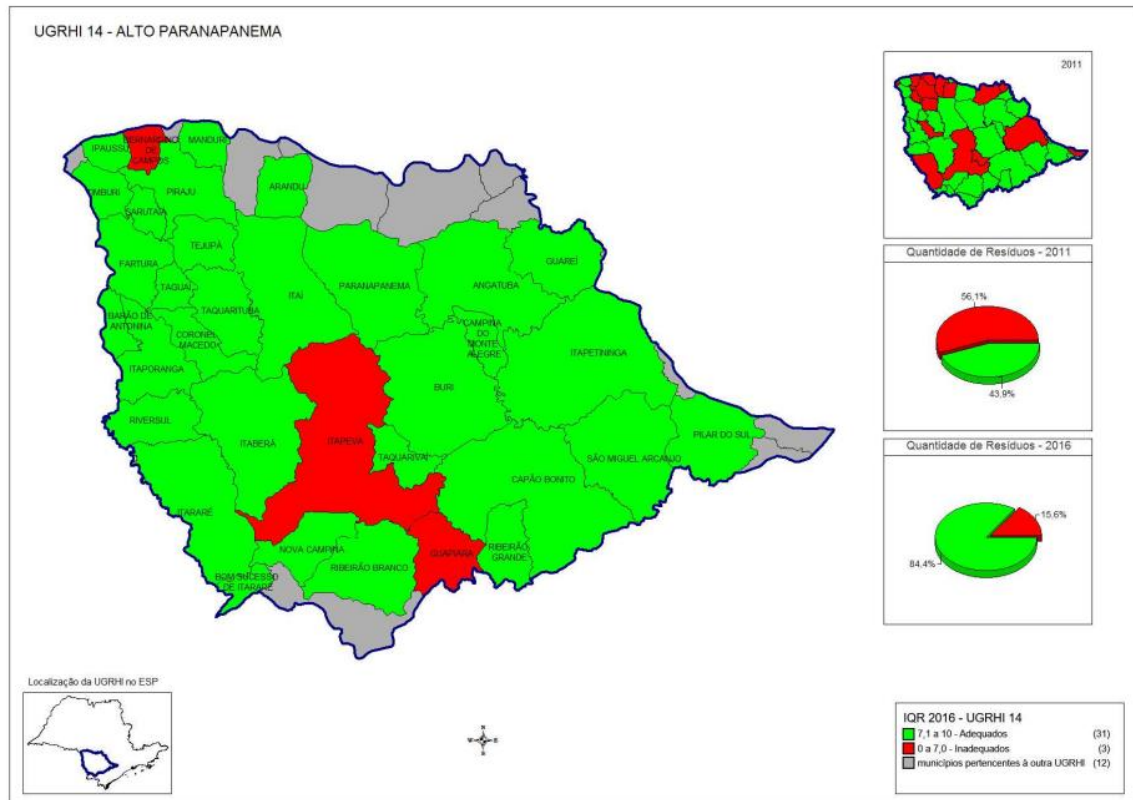 UGRHI 14 - ALTO PARANAPANEMA
2011
IPAUSSU
BERNARDINO
DE
CAMPOS
MANDURI
TIMBURI
PIRAJU
ARANDU
SARUTAIÁ
TEJUPÁ
FARTURA
GUAREÍ
TAGUAÍ
ITAÍ
PARANAPANEMA
ANGATUBA
TAQUARITUBA
BARÃO DE
ANTONINA
CORONEL
MACEDO
CAMPINA
DO
MONTE
ALEGRE
ITAPETININGA
ITAPORANGA
BURI
RIVERSUL
ITABERÁ
ITAPEVA
TAQUARIVAÍ
PILAR DO SUL
SÃO MIGUEL ARCANJO
CAPÃO BONITO
ITARARÉ
NOVA CAMPINA
GUAPIARA
RIBEIRÃO
GRANDE
RIBEIRÃO BRANCO
BOM SUCESSO
DE ITARARÉ
Quantidade de Resíduos - 2011
56,1%
43,9%
Quantidade de Resíduos - 2016
15,6%
84,4%
Localização da UGRHI no ESP
N
W
E
S
IQR 2016 - UGRHI 14
7,1 a 10 - Adequados (31)
0 a 7,0 - Inadequados (3)
municípios pertencentes à outra UGRHI (12)